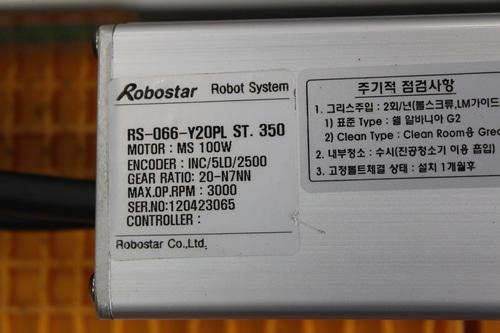 Robostar Robot System
RS-066-Y20PL ST. 350
MOTOR : MS 100W
ENCODER : INC/5LD/2500
GEAR RATIO: 20-N7NN
MAX.OP.RPM : 3000
SER.NO:120423065
CONTROLLER :
Robostar Co.,Ltd.
주기적 점검사항
1. 그리스주입 : 2회/년(볼스크류,LM가이드
1) 표준 Type : 쉘 알바니아 G2
2) Clean Type : Clean Room용 Grea
2. 내부청소 : 수시(진공청소기 이용 흡입)
3. 고정볼트체결 상태 : 설치 1개월후